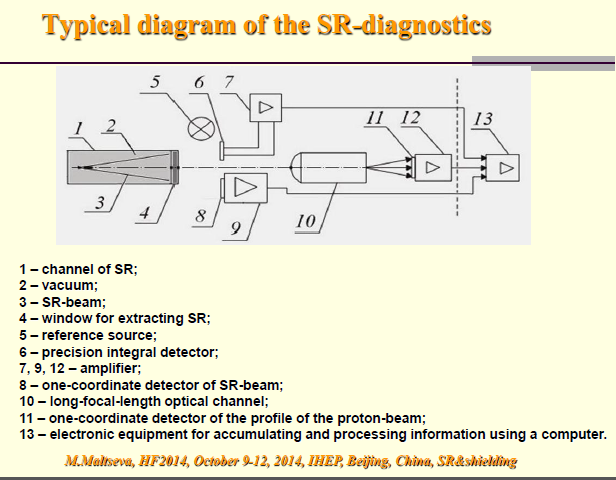 Typical diagram of the SR-diagnostics
5 6 7 11 12 13
1 2
3 4 8 9 10
1 – channel of SR;
2 – vacuum;
3 – SR-beam;
4 – window for extracting SR;
5 – reference source;
6 – precision integral detector;
7, 9, 12 – amplifier;
8 – one-coordinate detector of SR-beam;
10 – long-focal-length optical channel;
11 – one-coordinate detector of the profile of the proton-beam;
13 – electronic equipment for accumulating and processing information using a computer.
M.Maltseva, HF2014, October 9-12, 2014, IHEP, Beijing, China, SR&shielding